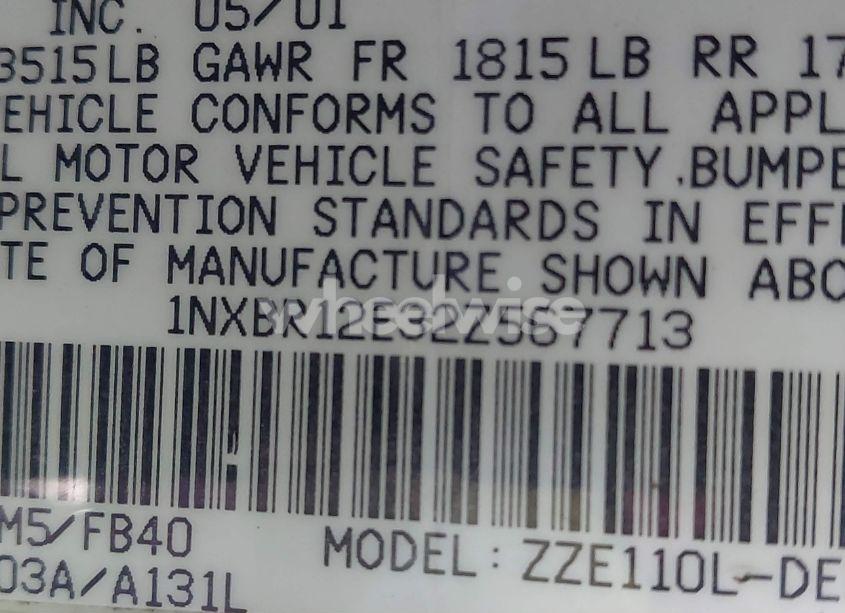 INC. 05/01
3515LB GAWR FR 1815 LB RR 17
EHICLE CONFORMS TO ALL APPL
L MOTOR VEHICLE SAFETY.BUMPE
PREVENTION STANDARDS IN EFF
TE OF MANUFACTURE SHOWN ABO
wheelwise
1NXBR12E32Z567713
M5/FB40
MODEL: ZZE110L-DE
03A/A131L